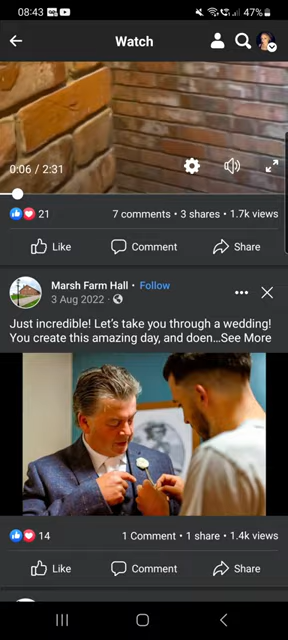 08:43
47%
Watch
0:06 / 2:31
21
7 comments • 3 shares • 1.7k views
Like
Comment
Share
Marsh Farm Hall • Follow
3 Aug 2022 •
Just incredible! Let's take you through a wedding!
You create this amazing day, and doen...See More
14
1 Comment • 1 share • 1.4k views
Like
Comment
Share